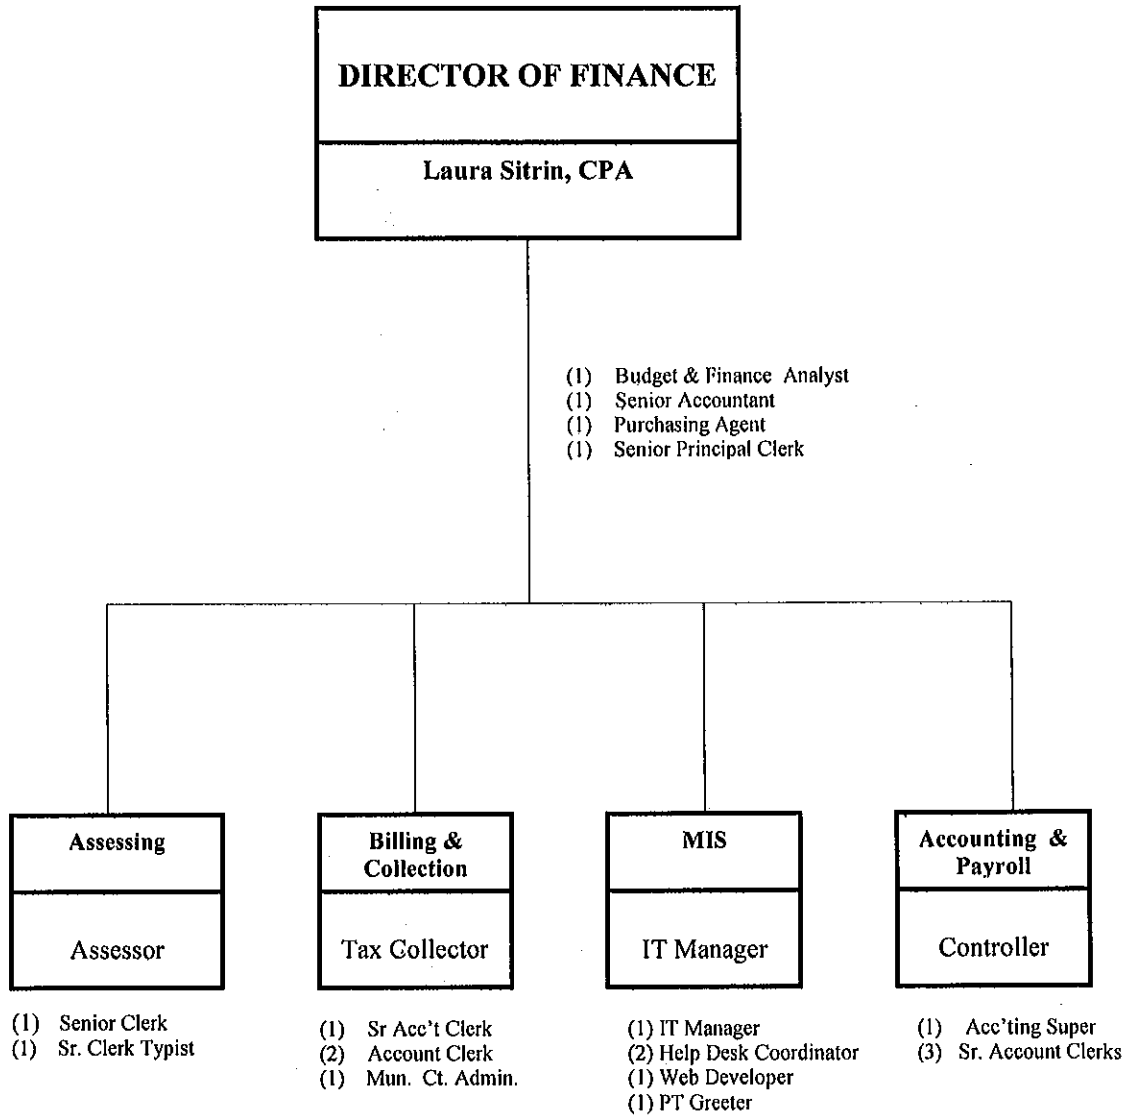 DIRECTOR OF FINANCE
Laura Sitrin, CPA
(1) Budget & Finance Analyst
(1) Senior Accountant
(1) Purchasing Agent
(1) Senior Principal Clerk
Assessing
Assessor
(1) Senior Clerk
(1) Sr. Clerk Typist
Billing &
Collection
Tax Collector
(1) Sr Acc't Clerk
(2) Account Clerk
(1) Mun. Ct. Admin.
MIS
IT Manager
(1) IT Manager
(2) Help Desk Coordinator
(1) Web Developer
(1) PT Greeter
Accounting &
Payroll
Controller
(1) Acc'ting Super
(3) Sr. Account Clerks